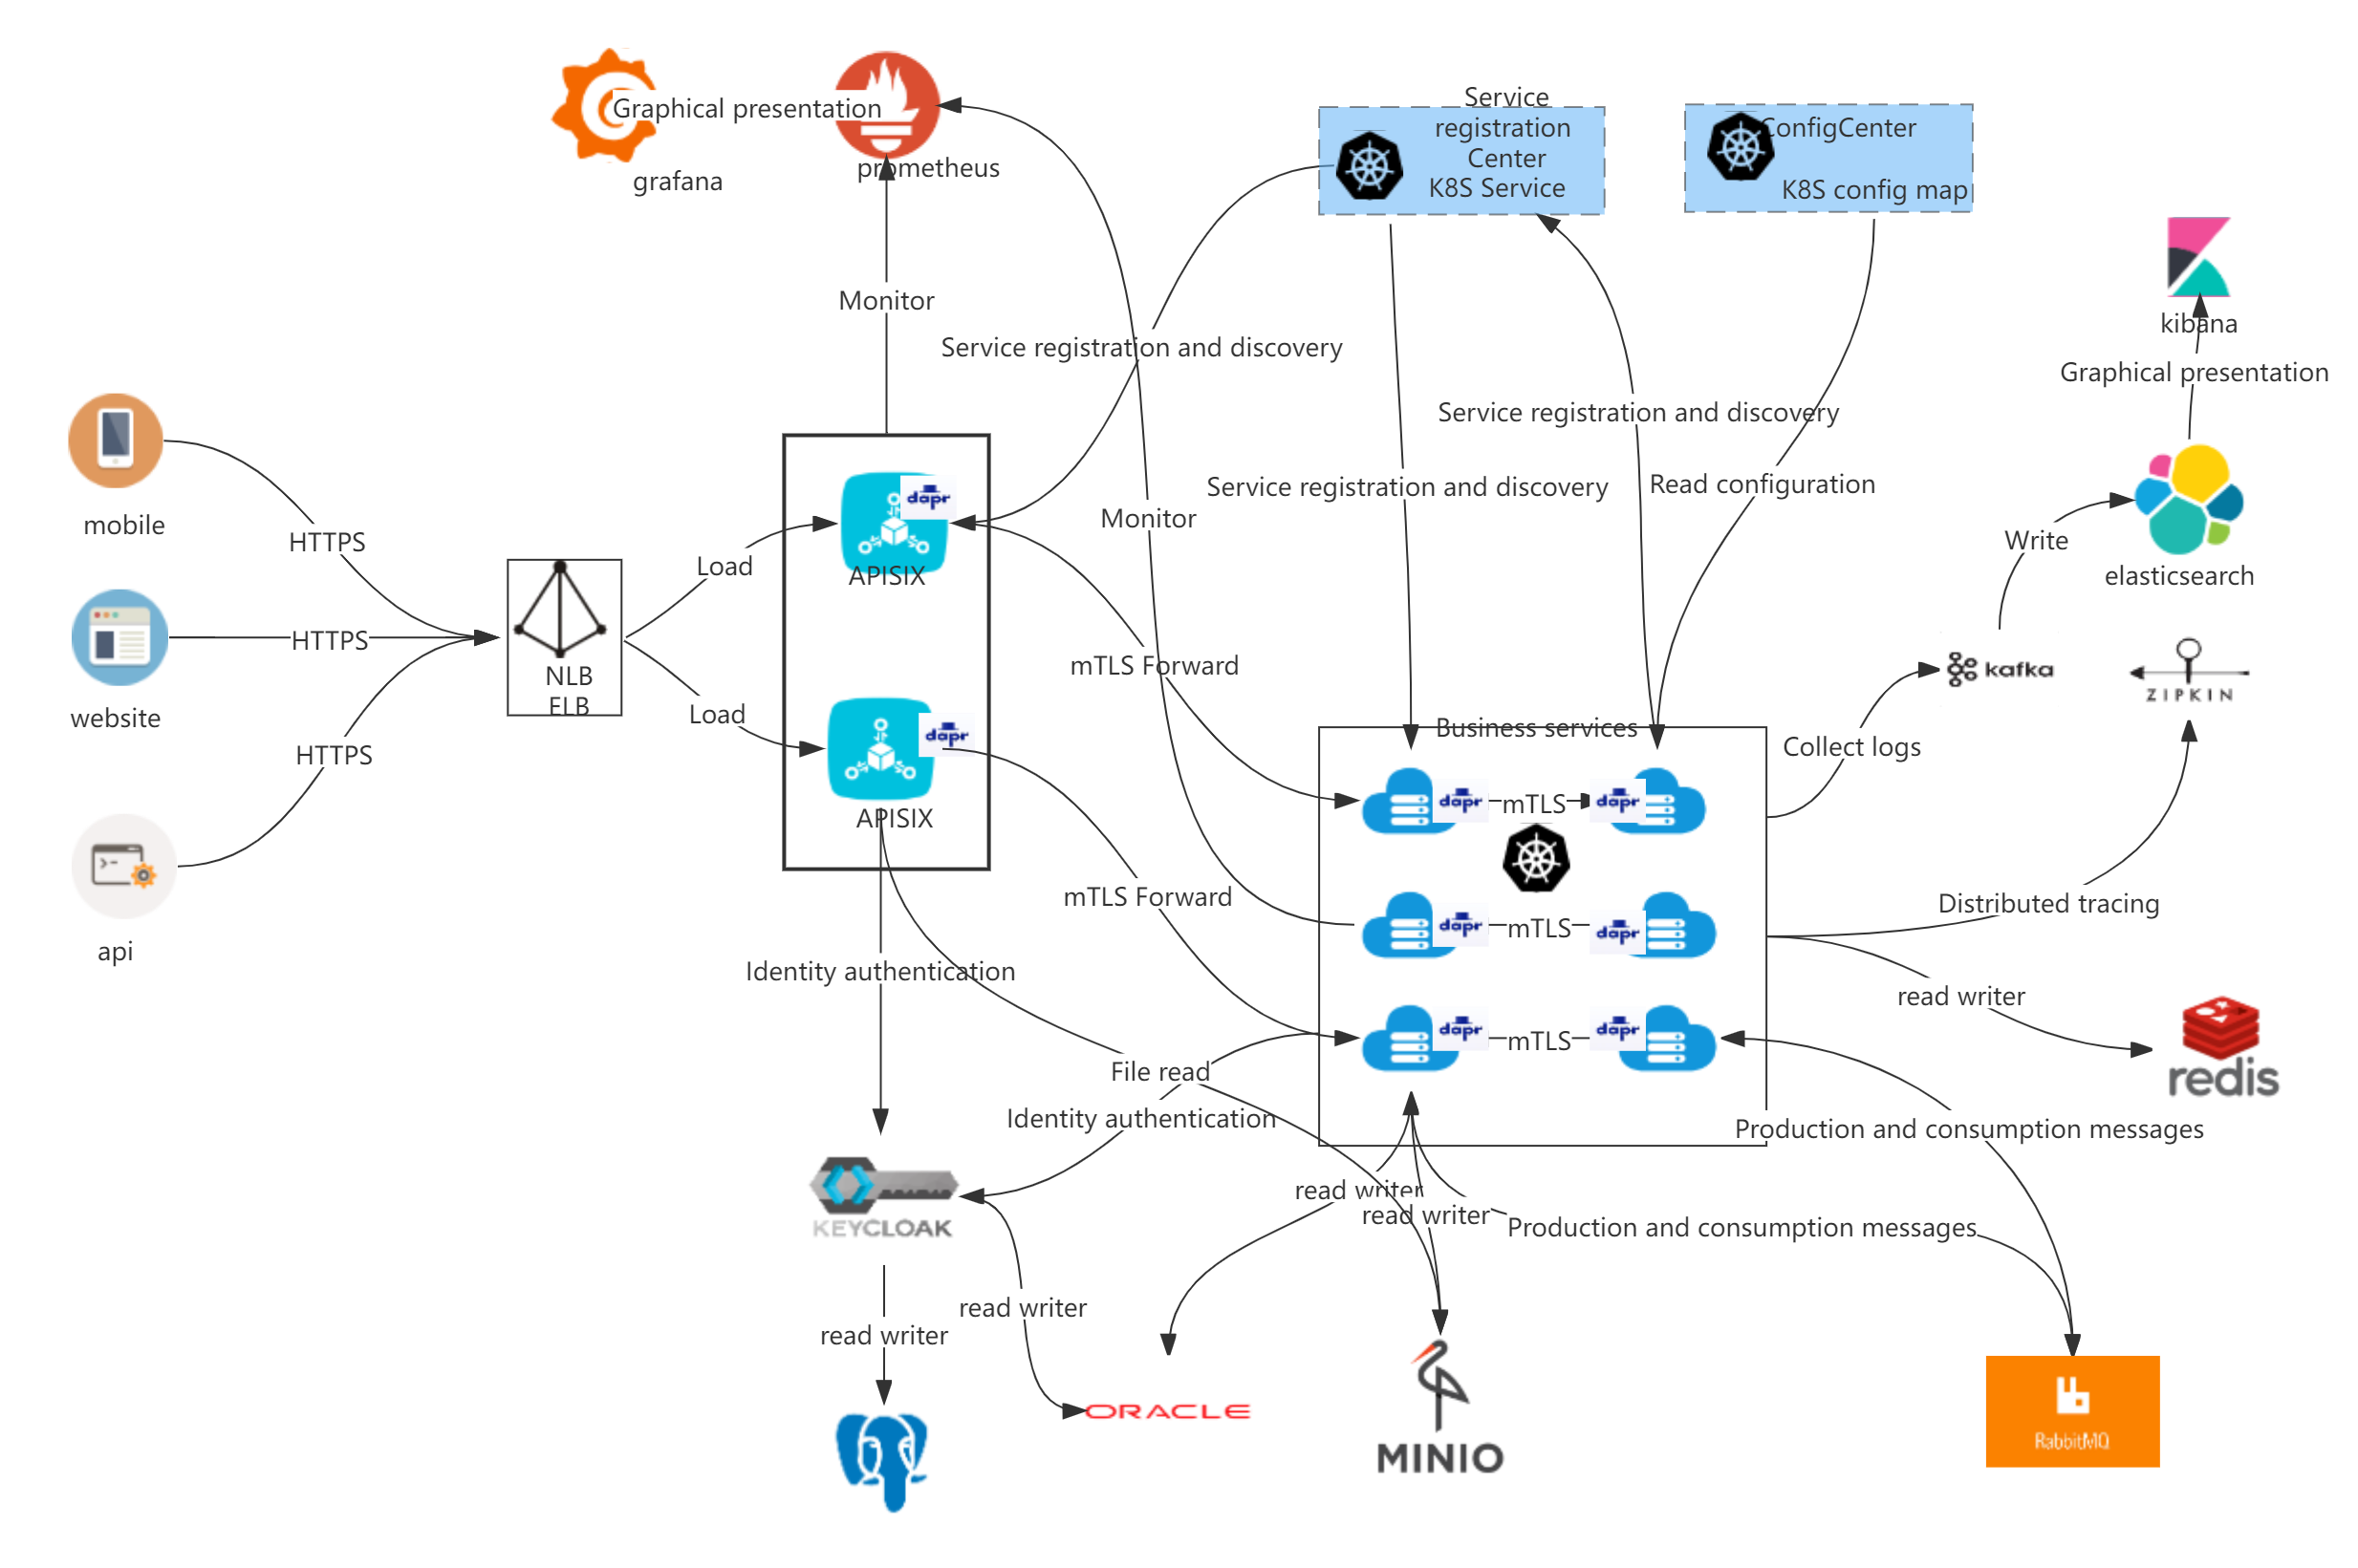 Graphical presentation
grafana
prometheus
Service
registration
Center
K8S Service
ConfigCenter
K8S config map
Monitor
Service registration and discovery
kibana
Graphical presentation
Service registration and discovery
Service registration and discovery
Read configuration
Monitor
mobile
HTTPS
HTTPS
website
HTTPS
api
NLB
ELB
Load
Load
dapr
APISIX
dapr
APISIX
mTLS Forward
mTLS Forward
Write
elasticsearch
kafka
ZIPKIN
Business services
Collect logs
dapr
mTLS
dapr
dapr
mTLS
dapr
dapr
mTLS
dapr
Distributed tracing
read writer
redis
Identity authentication
File read
Identity authentication
Production and consumption messages
read writer
read writer
Production and consumption messages
KEYCLOAK
read writer
read writer
ORACLE
MINIO
RabbitMQ